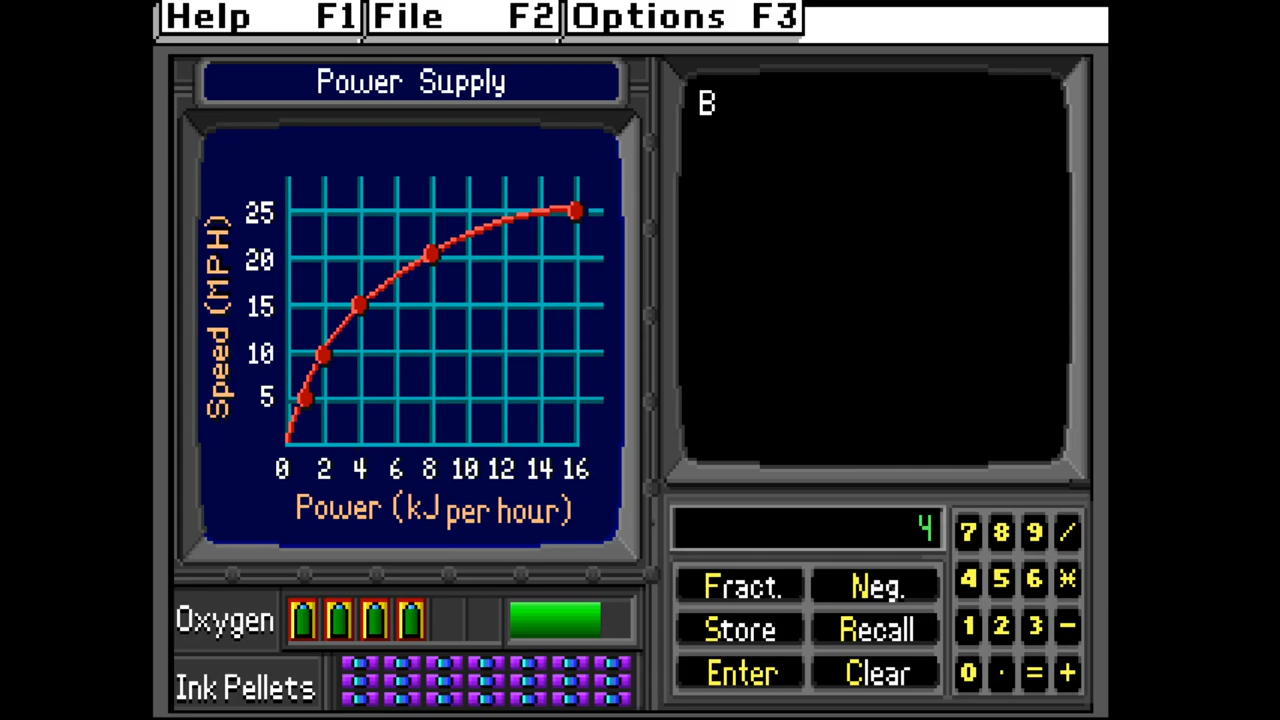 Help F1 File F2 Options F3
Power Supply
B
Speed (MPH)
25
20
15
10
5
0 2 4 6 8 10 12 14 16
Power (kJ per hour)
4
7 8 9 /
Fract. Neg.
4 5 6 *
Store Recall
1 2 3 -
Enter Clear
0 . = +
Oxygen
Ink Pellets